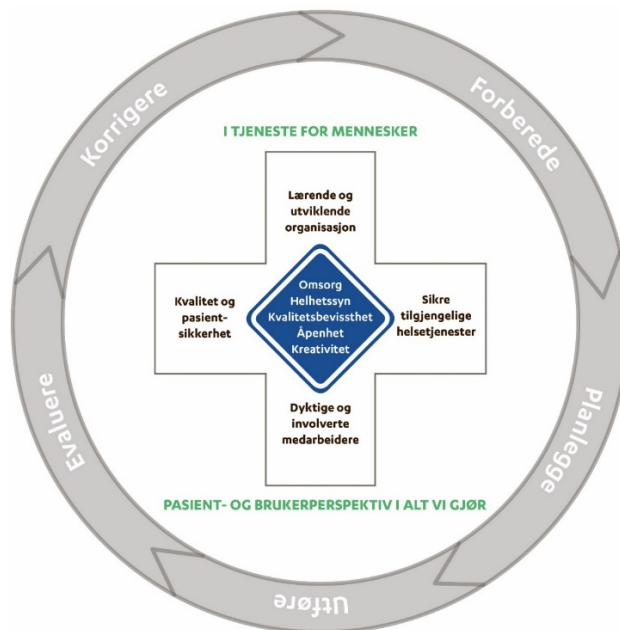 Korrigere
Forberede
I TJENESTE FOR MENNESKER
Lærende og
utviklende
organisasjon
Kvalitet og
pasient-
sikkerhet
Omsorg
Helhetssyn
Kvalitetsbevissthet
Åpenhet
Kreativitet
Sikre
tilgjengelige
helsetjenester
Dyktige og
involverte
medarbeidere
PASIENT- OG BRUKERPERSPEKTIV I ALT VI GJØR
Evaluere
Planlegge
Utføre